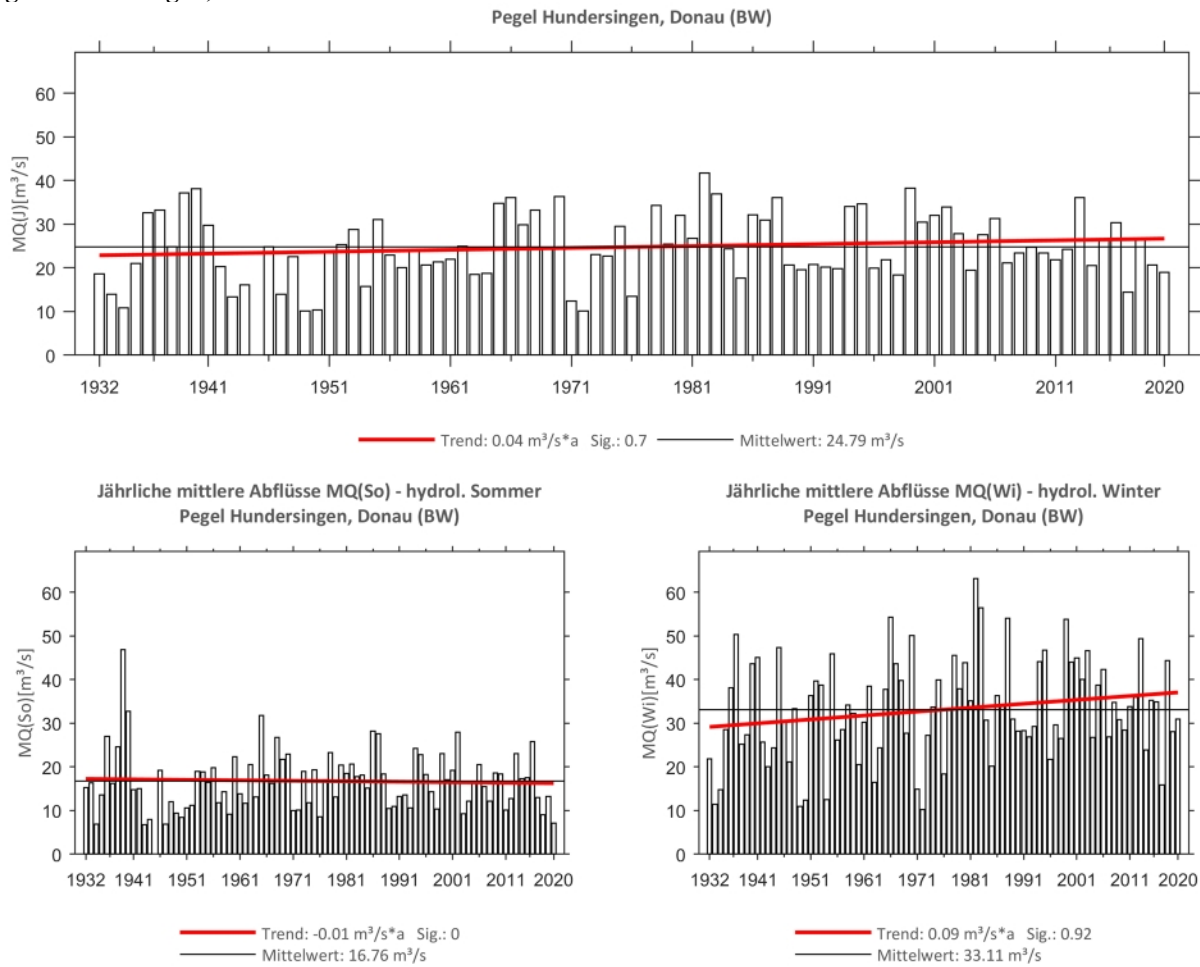 Pegel Hundersingen, Donau (BW)
60
50
40
30
20
10
0
MQ(J)[m³/s]
1932 1941 1951 1961 1971 1981 1991 2001 2011 2020
Trend: 0.04 m³/s*a Sig.: 0.7 Mittelwert: 24.79 m³/s
Jährliche mittlere Abflüsse MQ(So) - hydrol. Sommer
Pegel Hundersingen, Donau (BW)
60
50
40
30
20
10
0
MQ(So)[m³/s]
1932 1941 1951 1961 1971 1981 1991 2001 2011 2020
Trend: -0.01 m³/s*a Sig.: 0
Mittelwert: 16.76 m³/s
Jährliche mittlere Abflüsse MQ(Wi) - hydrol. Winter
Pegel Hundersingen, Donau (BW)
60
50
40
30
20
10
0
MQ(Wi)[m³/s]
1932 1941 1951 1961 1971 1981 1991 2001 2011 2020
Trend: 0.09 m³/s*a Sig.: 0.92
Mittelwert: 33.11 m³/s